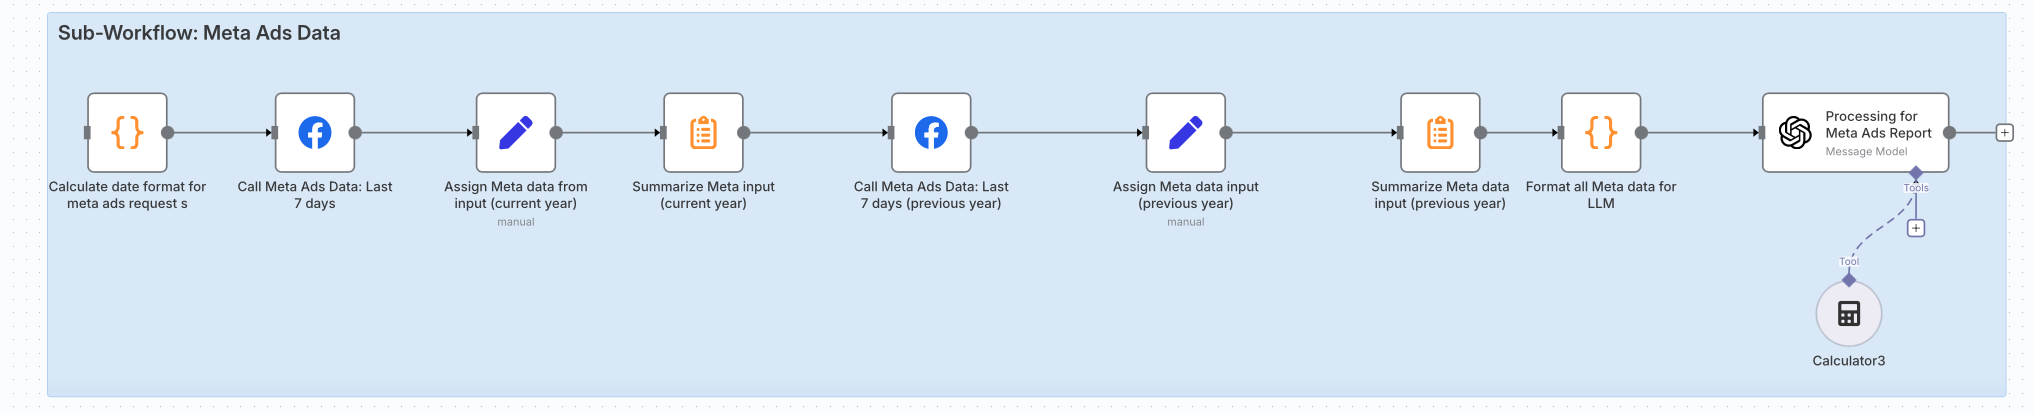 Sub-Workflow: Meta Ads Data
Calculate date format for
meta ads request s
Call Meta Ads Data: Last
7 days
Assign Meta data from
input (current year)
manual
Summarize Meta input
(current year)
Call Meta Ads Data: Last
7 days (previous year)
Assign Meta data input
(previous year)
manual
Summarize Meta data
input (previous year)
Format all Meta data for
LLM
Processing for
Meta Ads Report
Message Model
Tools
Tool
Calculator3